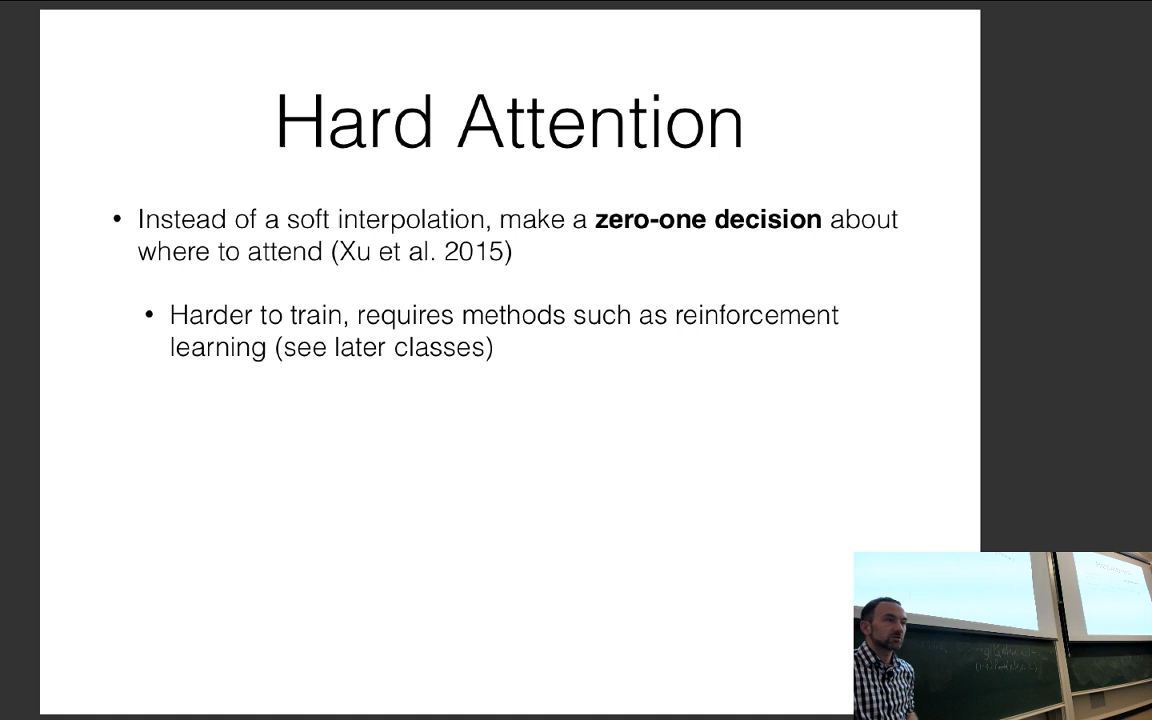 Hard Attention
• Instead of a soft interpolation, make a zero-one decision about
where to attend (Xu et al. 2015)
• Harder to train, requires methods such as reinforcement
learning (see later classes)